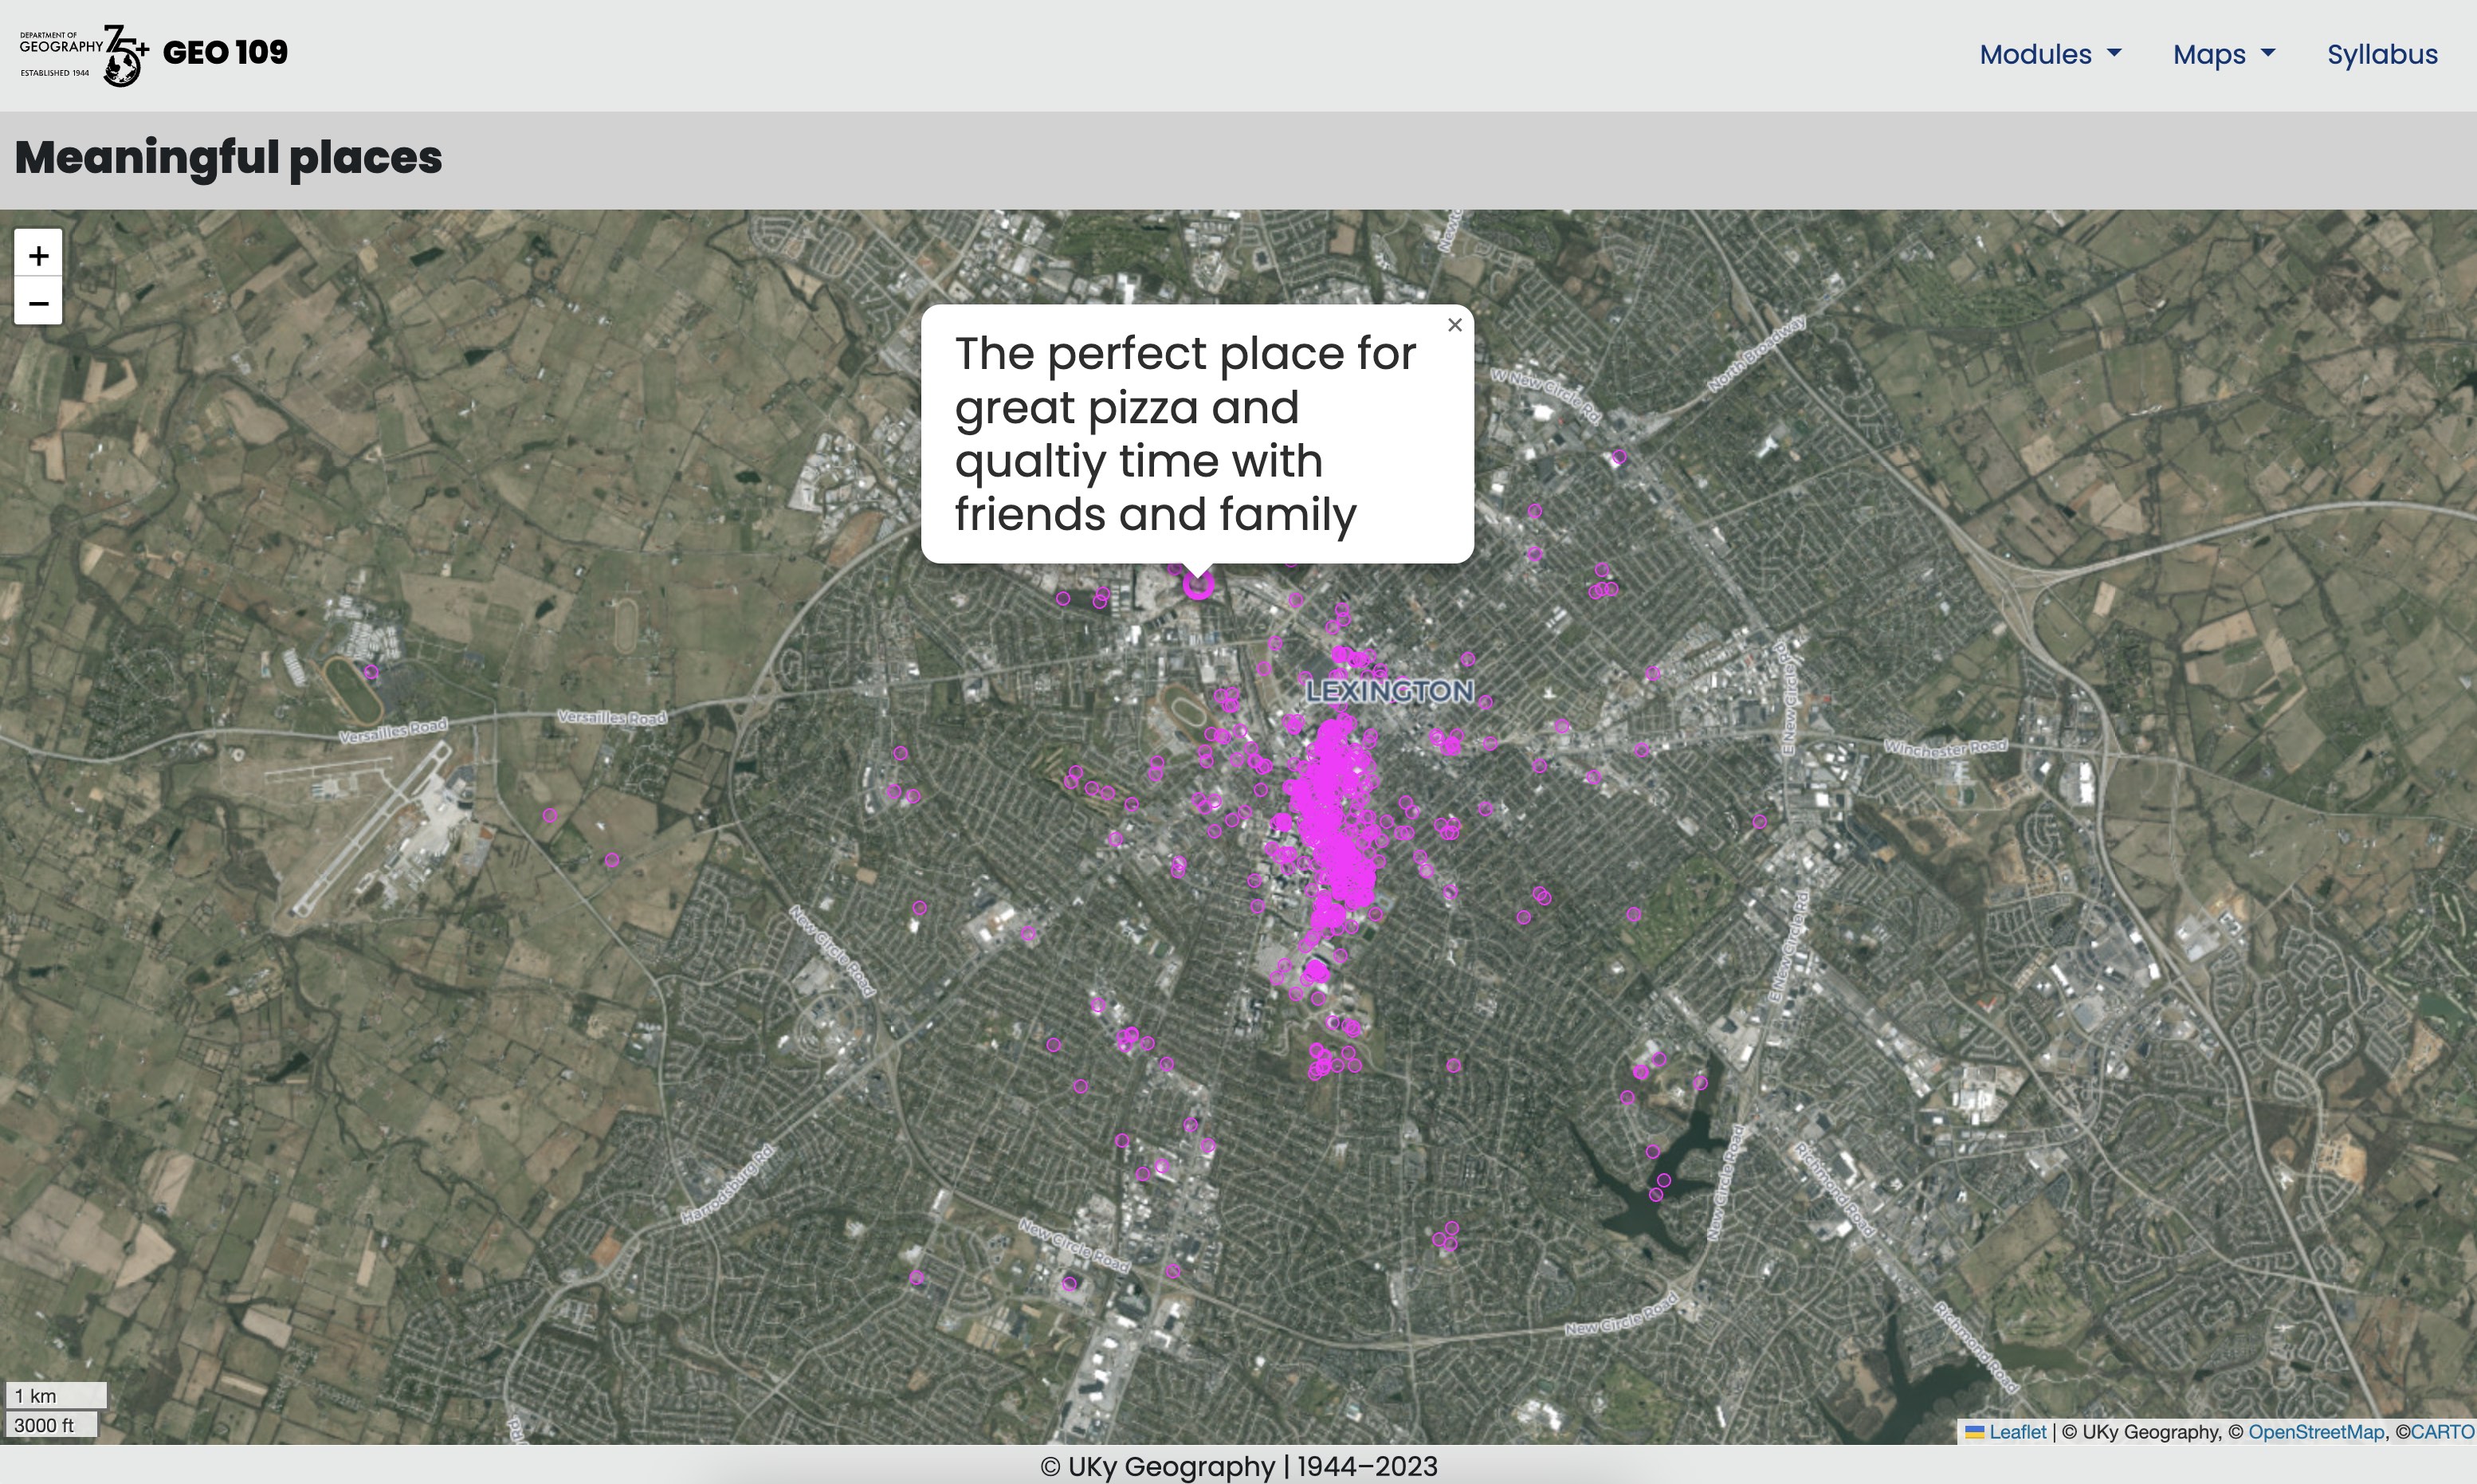 DEPARTMENT OF
GEOGRAPHY 75+
ESTABLISHED 1944
GEO 109
Modules
Maps
Syllabus
Meaningful places
+
−
The perfect place for
great pizza and
qualtiy time with
friends and family
×
W New Circle Rd
North Broadway
LEXINGTON
Versailles Road
Versailles Road
E New Circle Rd
Winchester Road
New Circle Road
E New Circle Rd
Harrodsburg Rd
New Circle Road
New Circle Road
Richmond Road
New Circle Road
Richmond Road
1 km
3000 ft
Leaflet | © UKy Geography, © OpenStreetMap, ©CARTO
© UKy Geography | 1944–2023